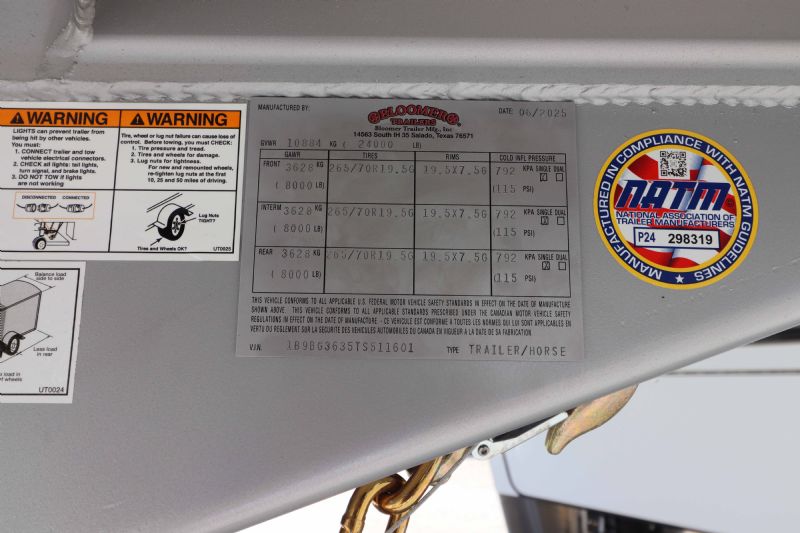 WARNING
LIGHTS can prevent trailer from
being hit by other vehicles.
You must:
1. CONNECT trailer and tow
vehicle electrical connectors.
2. CHECK all lights: tail lights,
turn signal, and brake lights.
3. DO NOT TOW if lights
are not working
DISCONNECTED
CONNECTED
WARNING
Tire, wheel or lug nut failure can cause loss of
control. Before towing, you must CHECK:
1. Tire pressure and tread.
2. Tires and wheels for damage.
3. Lug nuts for tightness.
For new and remounted wheels,
re-tighten lug nuts at the first
10, 25 and 50 miles of driving.
Lug Nuts
TIGHT?
Tires and Wheels OK?
UT0025
Balance load
side to side
Less load
in rear
load in
t wheels
UT0024
MANUFACTURED BY:
BLOOMER
TRAILERS
Bloomer Trailer Mfg., Inc
14563 South IH 35 Salado, Texas 76571
DATE: 06/2025
GVWR 10884 KG ( 24000 LB)
GAWR TIRES RIMS COLD INFL PRESSURE
FRONT 3628 KG 265/70R19.5G 19.5X7.5G 792 KPA SINGLE DUAL
( 8000 LB) (115 PSI) X
INTERM 3628 KG 265/70R19.5G 19.5X7.5G 792 KPA SINGLE DUAL
( 8000 LB) (115 PSI) X
REAR 3628 KG 265/70R19.5G 19.5X7.5G 792 KPA SINGLE DUAL
(8000 LB) (115 PSI) X
THIS VEHICLE CONFORMS TO ALL APPLICABLE U.S. FEDERAL MOTOR VEHICLE SAFETY STANDARDS IN EFFECT ON THE DATE OF MANUFACTURE
SHOWN ABOVE. THIS VEHICLE CONFORMS TO ALL APPLICABLE STANDARDS PRESCRIBED UNDER THE CANADIAN MOTOR VEHICLE SAFETY
REGULATIONS IN EFFECT ON THE DATE OF MANUFACTURE - CE VEHICULE EST CONFORME A TOUTES LES NORMES QUI LUI SONT APPLICABLES EN
VERTU DU REGLEMENT SUR LA SECURITE DES VEHICULES AUTOMOBILES DU CANADA EN VIGUEUR A LA DATE DE SA FABRICATION
V.I.N. 1B9BG3635TS511601 TYPE TRAILER/HORSE
MANUFACTURED IN COMPLIANCE WITH NATM GUIDELINES
NATM
NATIONAL ASSOCIATION OF
TRAILER MANUFACTURERS
P24 298319